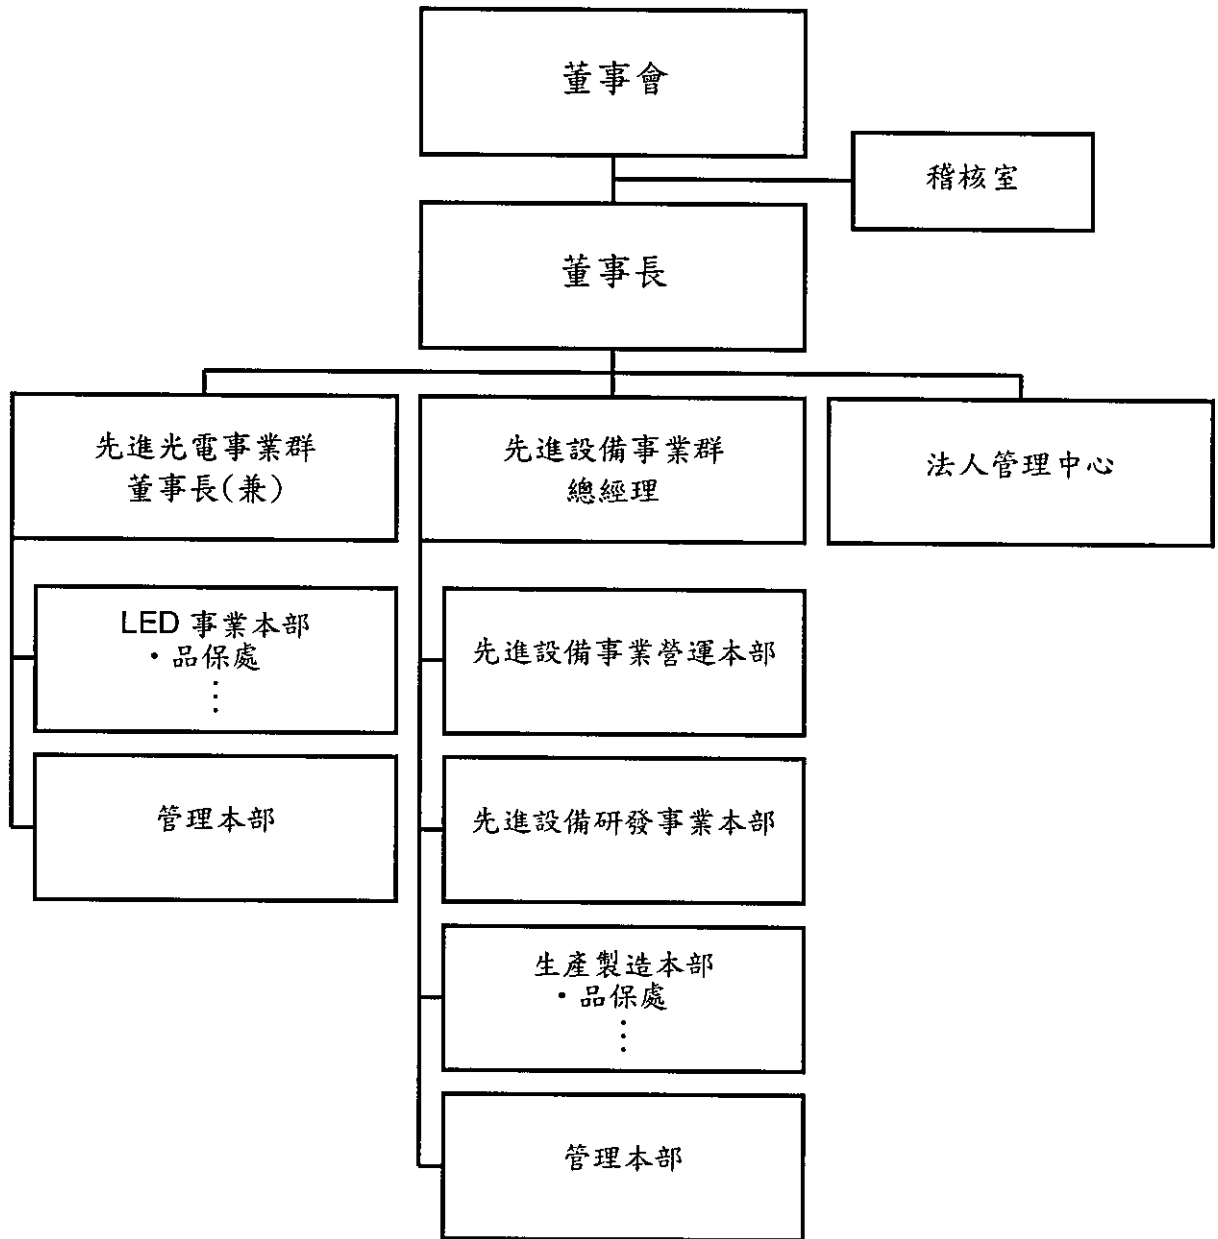 董事會
稽核室
董事長
先進光電事業群
董事長(兼)
先進設備事業群
總經理
法人管理中心
LED 事業本部
・品保處
⋮
管理本部
先進設備事業營運本部
先進設備研發事業本部
生產製造本部
・品保處
⋮
管理本部